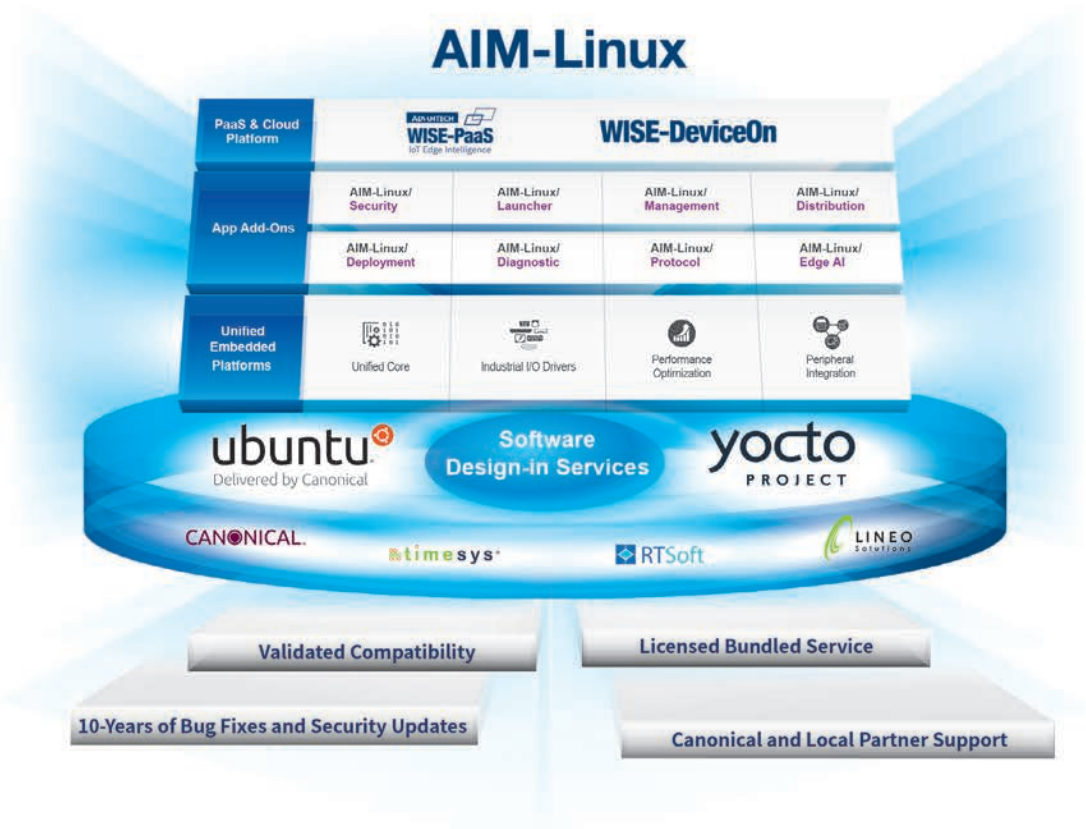 AIM-Linux
PaaS & Cloud
Platform
ADVANTECH
WISE-PaaS
IoT Edge Intelligence
WISE-DeviceOn
App Add-Ons
AIM-Linux/
Security
AIM-Linux/
Launcher
AIM-Linux/
Management
AIM-Linux/
Distribution
AIM-Linux/
Deployment
AIM-Linux/
Diagnostic
AIM-Linux/
Protocol
AIM-Linux/
Edge AI
Unified
Embedded
Platforms
Unified Core
Industrial I/O Drivers
Performance
Optimization
Peripheral
Integration
ubuntu
Delivered by Canonical
Software
Design-in Services
yocto
PROJECT
CANONICAL.
timesys
RTSoft
LINEO
Solutions
Validated Compatibility
Licensed Bundled Service
10-Years of Bug Fixes and Security Updates
Canonical and Local Partner Support